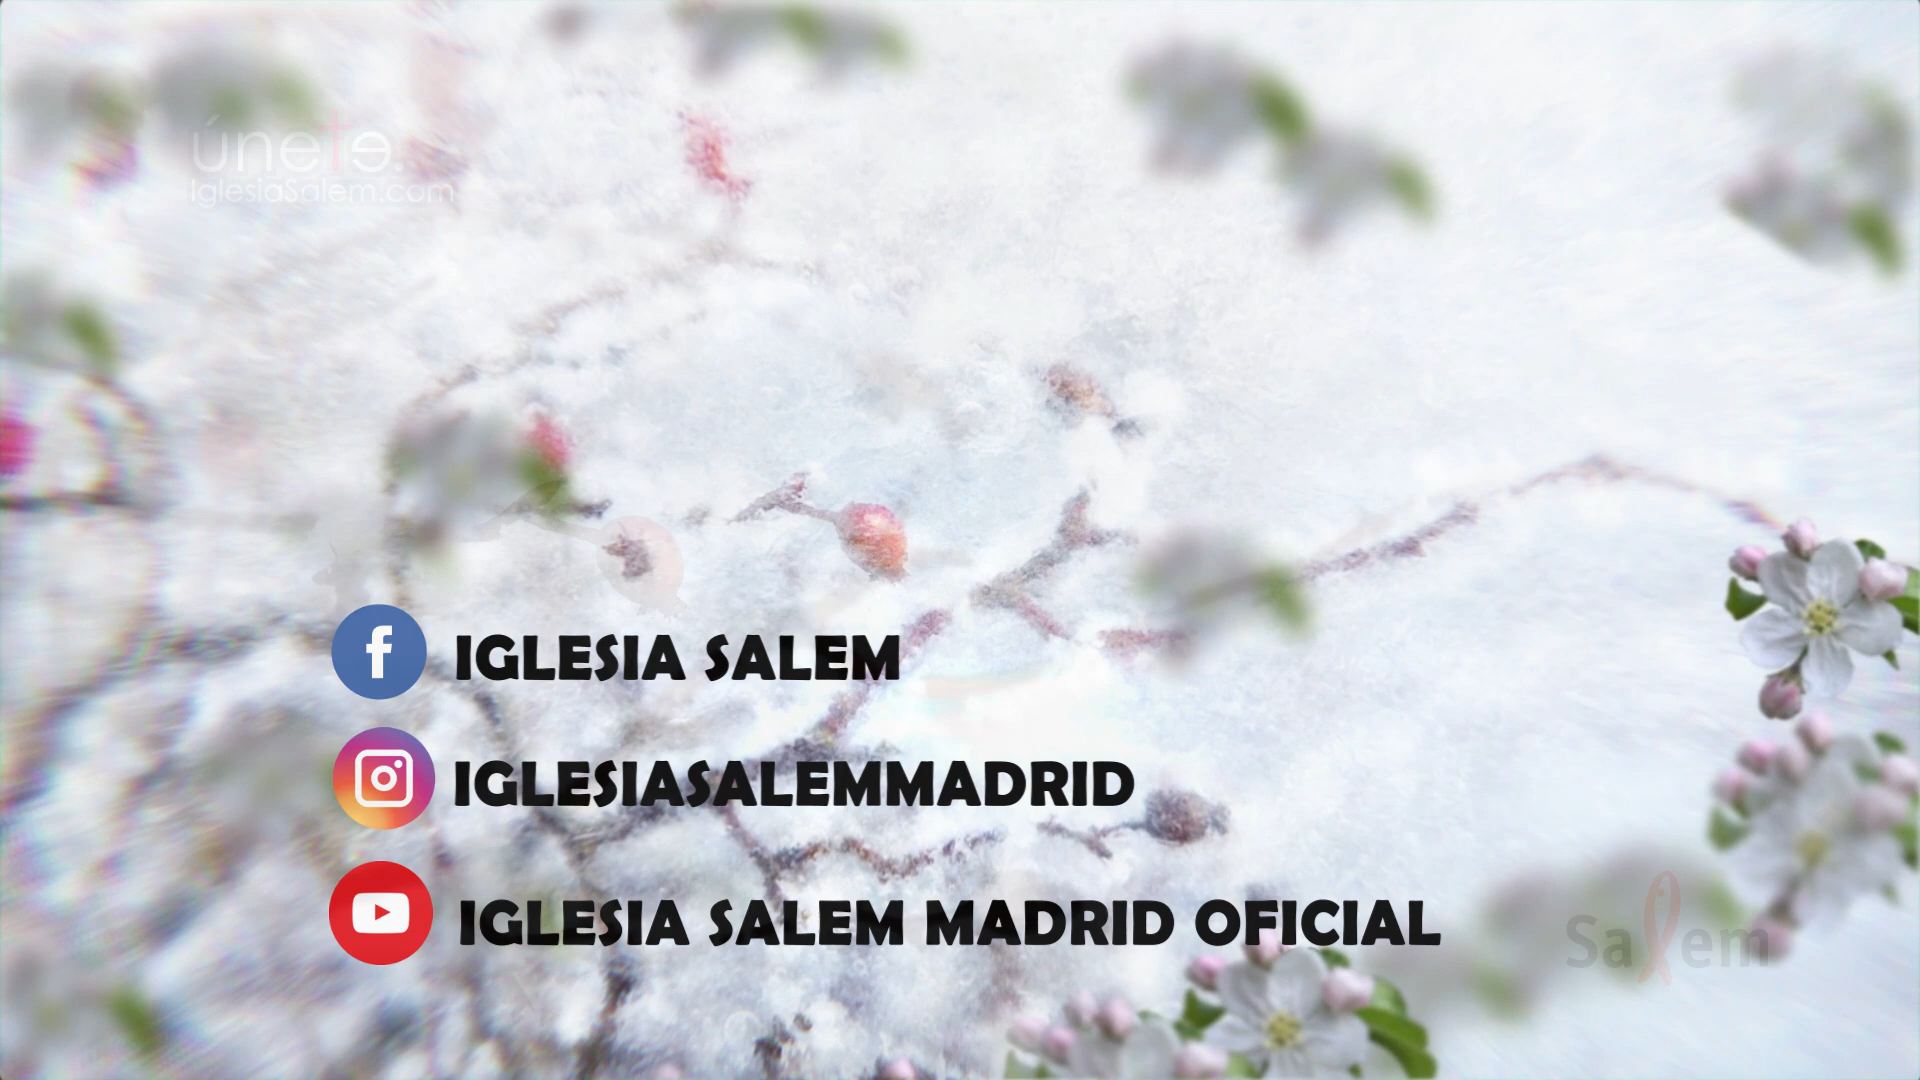 únete.
IglesiaSalem.com
IGLESIA SALEM
IGLESIASALEMMADRID
IGLESIA SALEM MADRID OFICIAL
Salem